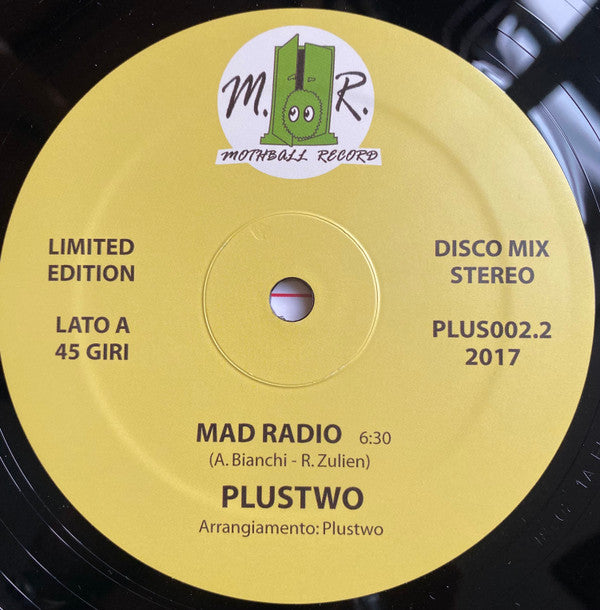 M. R.
MOTHBALL RECORD
LIMITED
EDITION
LATO A
45 GIRI
DISCO MIX
STEREO
PLUS002.2
2017
MAD RADIO 6:30
(A. Bianchi - R. Zulien)
PLUSTWO
Arrangiamento: Plustwo